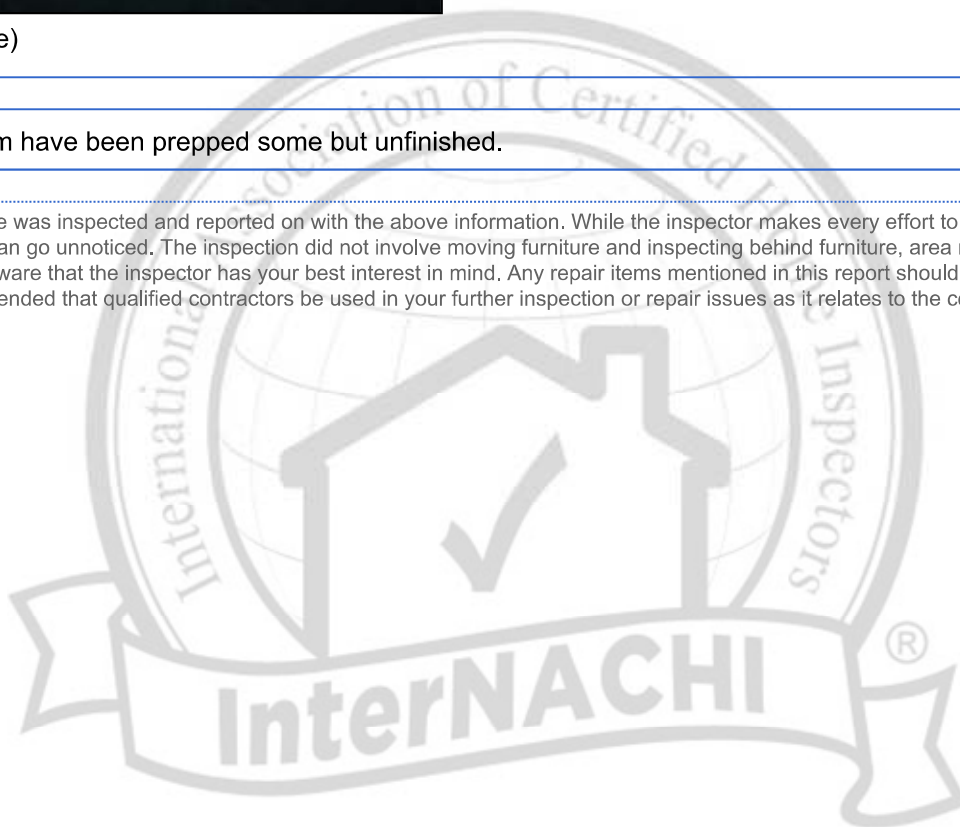 e)
m have been prepped some but unfinished.
e was inspected and reported on with the above information. While the inspector makes every effort to
an go unnoticed. The inspection did not involve moving furniture and inspecting behind furniture, area
ware that the inspector has your best interest in mind. Any repair items mentioned in this report should
ended that qualified contractors be used in your further inspection or repair issues as it relates to the c
International Association of Certified Home Inspectors
InterNACHI
®